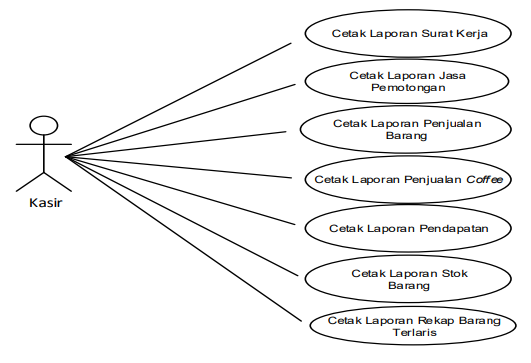 Cetak Laporan Surat Kerja
Cetak Laporan Jasa
Pemotongan
Cetak Laporan Penjualan
Barang
Cetak Laporan Penjualan Coffee
Kasir
Cetak Laporan Pendapatan
Cetak Laporan Stok
Barang
Cetak Laporan Rekap Barang
Terlaris